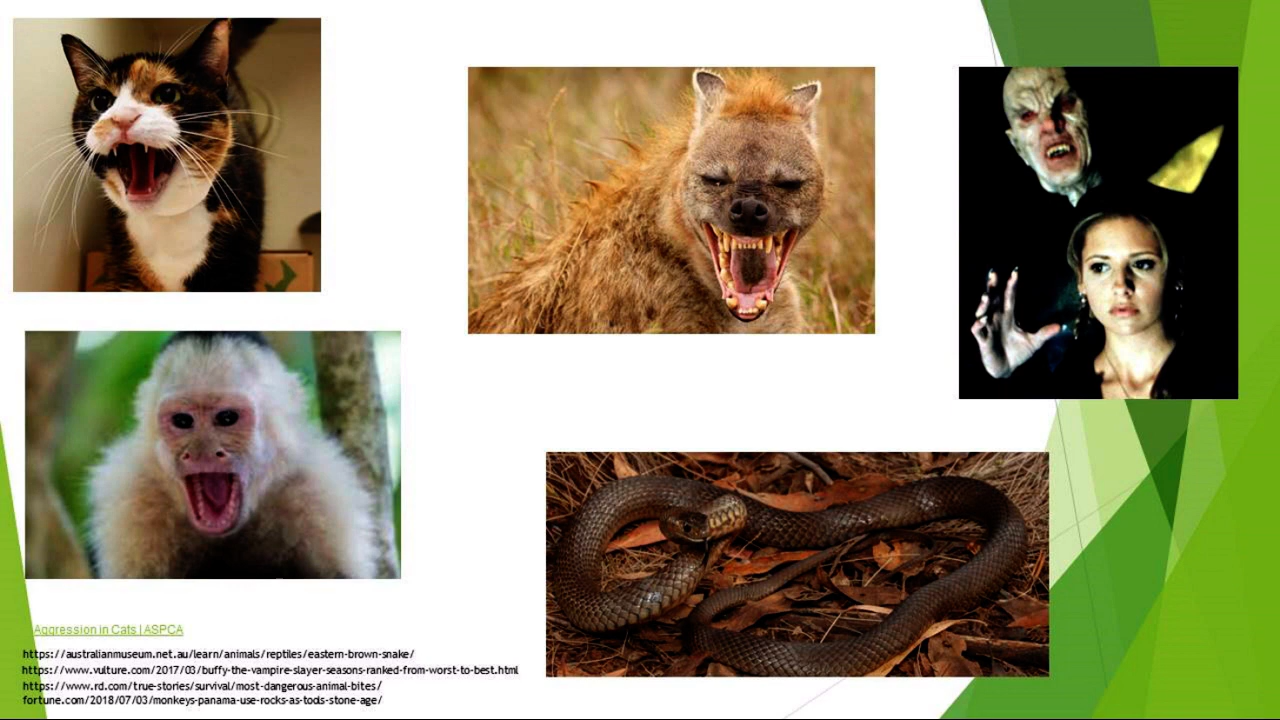 Aggression in Cats | ASPCA
https://australianmuseum.net.au/learn/animals/reptiles/eastern-brown-snake/
https://www.vulture.com/2017/03/buffy-the-vampire-slayer-seasons-ranked-from-worst-to-best.html
https://www.rd.com/true-stories/survival/most-dangerous-animal-bites/
fortune.com/2018/07/03/monkeys-panama-use-rocks-as-tools-stone-age/